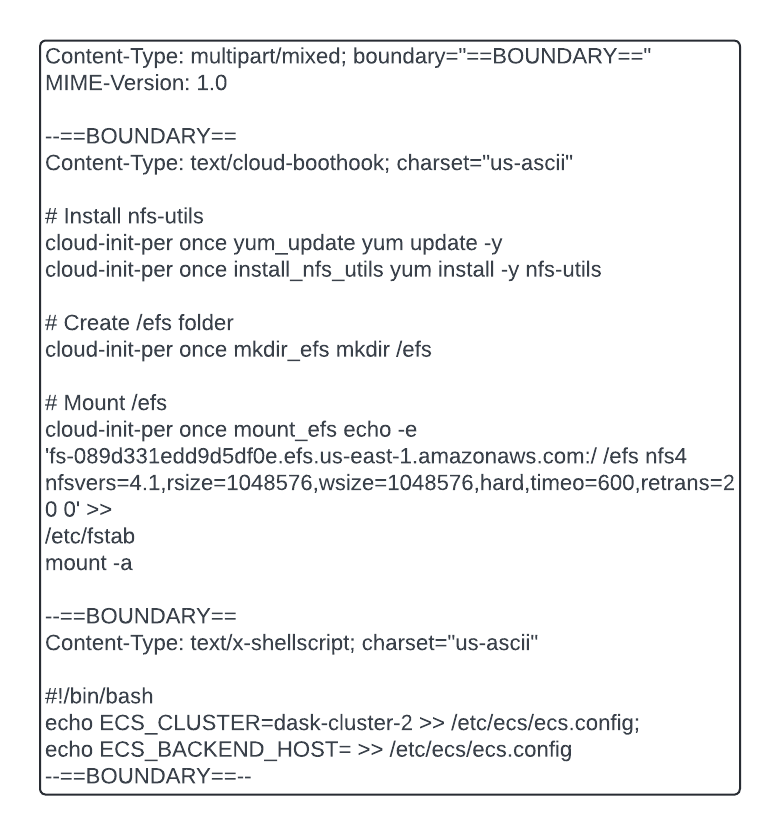 Content-Type: multipart/mixed; boundary="==BOUNDARY=="
MIME-Version: 1.0
--==BOUNDARY==
Content-Type: text/cloud-boothook; charset="us-ascii"
# Install nfs-utils
cloud-init-per once yum_update yum update -y
cloud-init-per once install_nfs_utils yum install -y nfs-utils
# Create /efs folder
cloud-init-per once mkdir_efs mkdir /efs
# Mount /efs
cloud-init-per once mount_efs echo -e
'fs-089d331edd9d5df0e.efs.us-east-1.amazonaws.com:/ /efs nfs4
nfsvers=4.1,rsize=1048576,wsize=1048576,hard,timeo=600,retrans=2
0 0' >>
/etc/fstab
mount -a
--==BOUNDARY==
Content-Type: text/x-shellscript; charset="us-ascii"
#!/bin/bash
echo ECS_CLUSTER=dask-cluster-2 >> /etc/ecs/ecs.config;
echo ECS_BACKEND_HOST= >> /etc/ecs/ecs.config
--==BOUNDARY==--